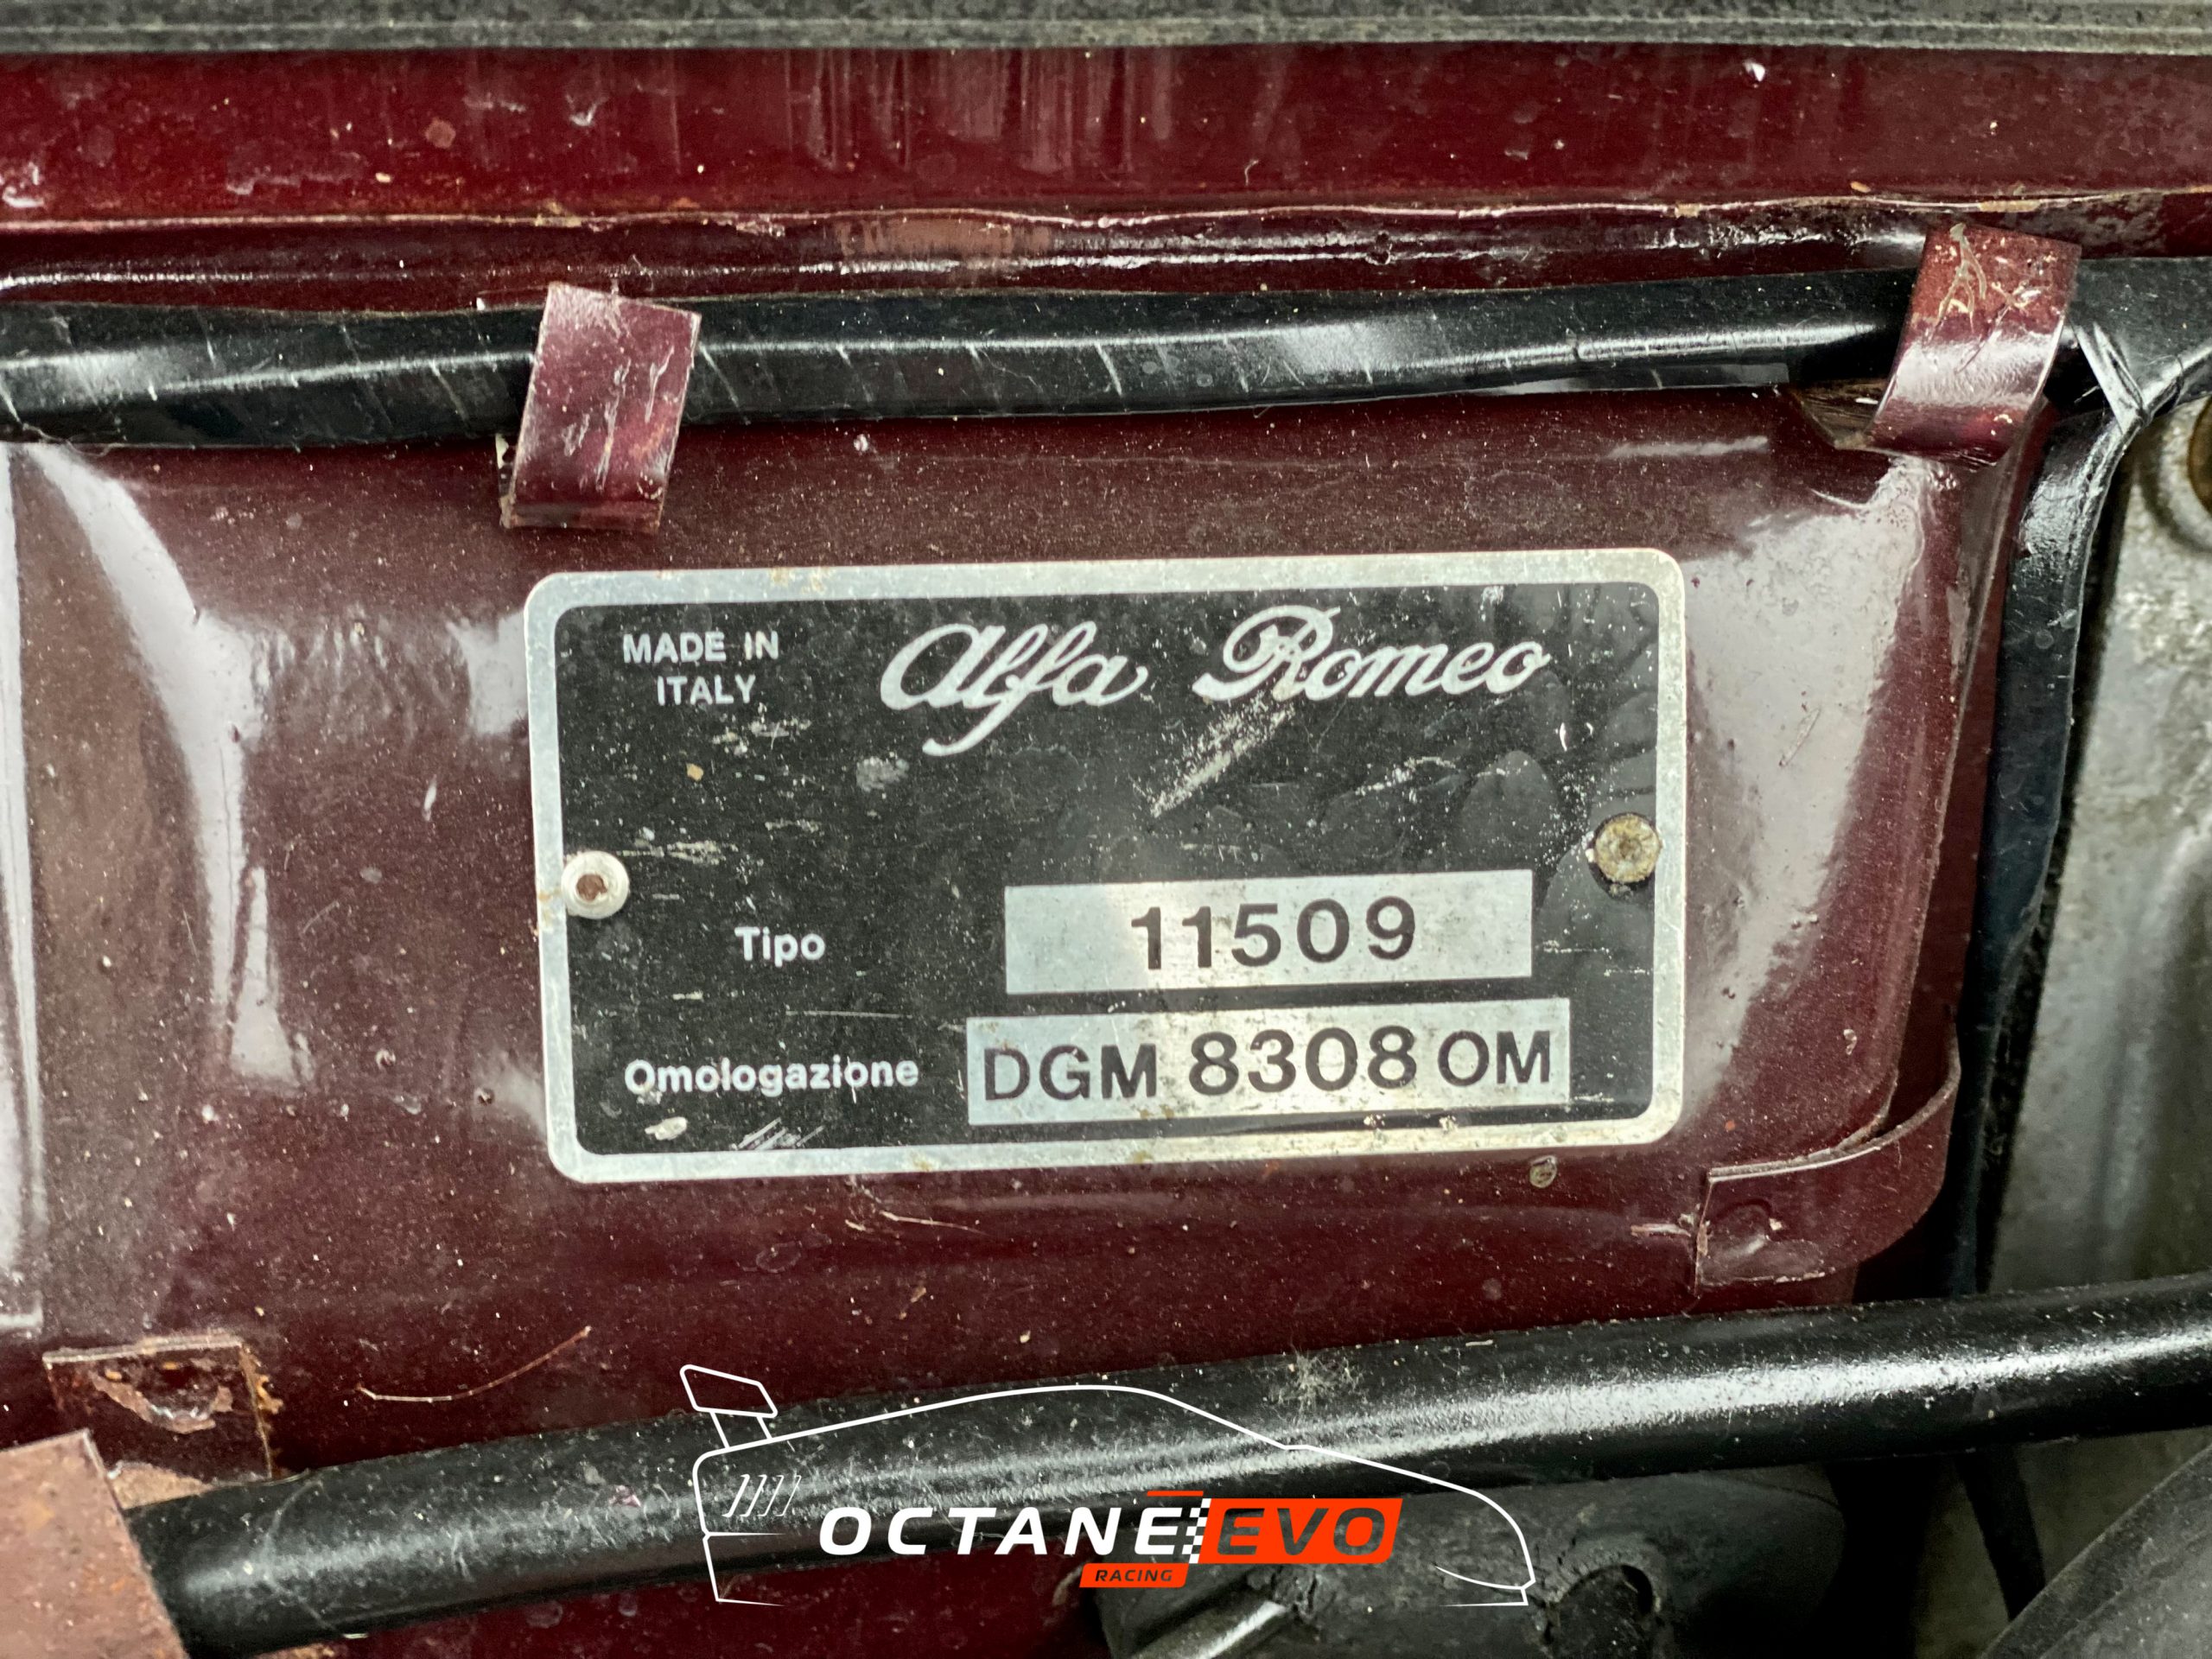 MADE IN
ITALY
Alfa Romeo
Tipo 11509
Omologazione DGM 8308 OM
OCTANE EVO
RACING